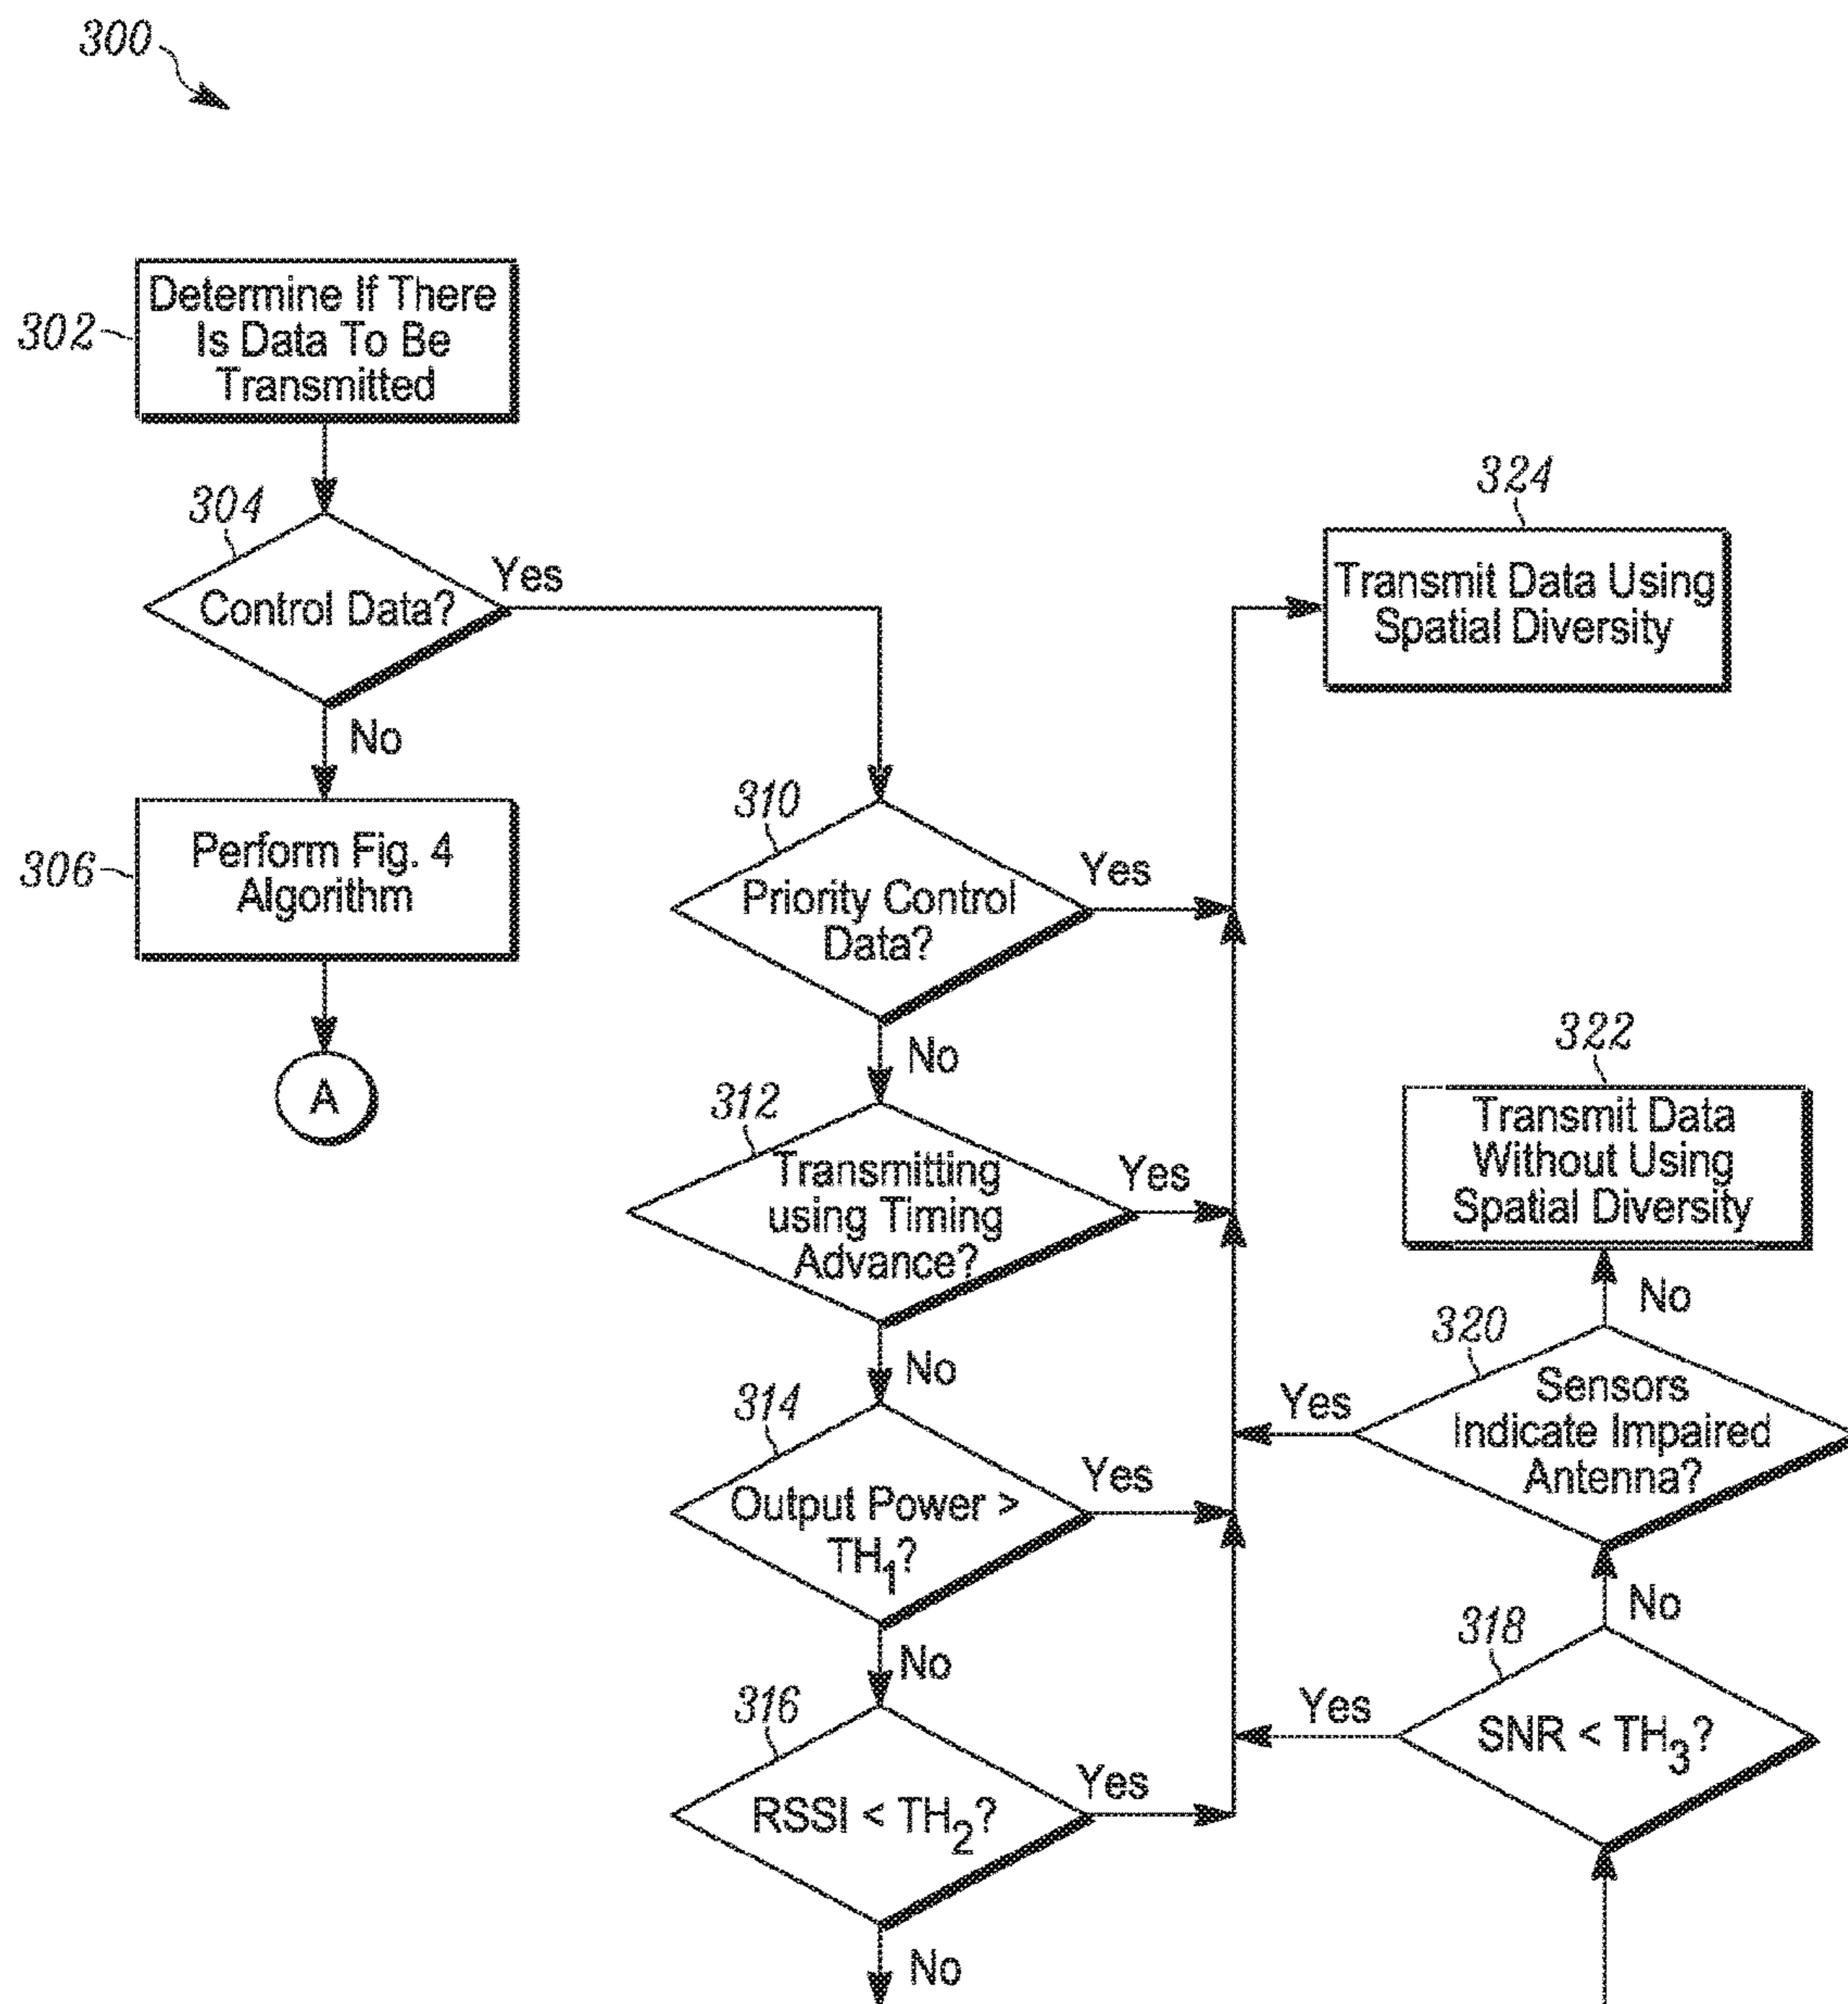 300
302
Determine If There
Is Data To Be
Transmitted
304
Control Data?
Yes
No
306
Perform Fig. 4
Algorithm
A
310
Priority Control
Data?
Yes
No
312
Transmitting
using Timing
Advance?
Yes
No
314
Output Power >
TH1?
Yes
No
316
RSSI < TH2?
Yes
No
318
SNR < TH3?
Yes
No
320
Sensors
Indicate Impaired
Antenna?
Yes
No
322
Transmit Data
Without Using
Spatial Diversity
324
Transmit Data Using
Spatial Diversity